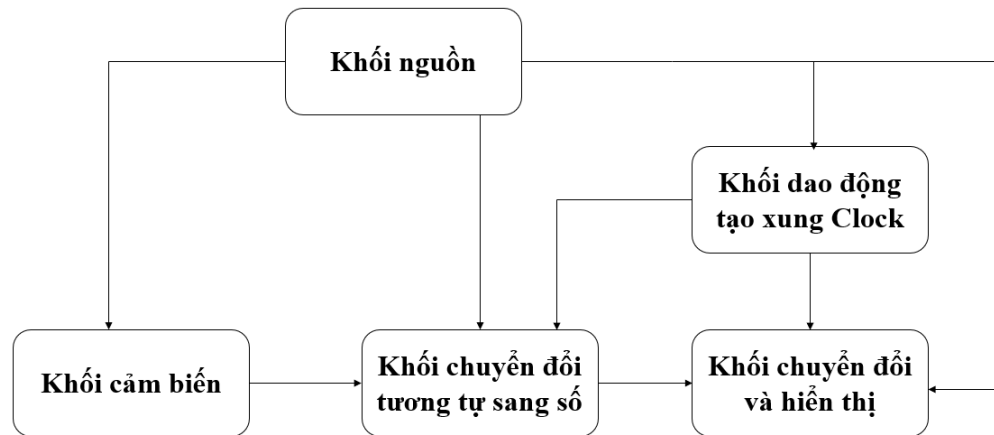 Khối nguồn
Khối dao động
tạo xung Clock
Khối cảm biến
Khối chuyển đổi
tương tự sang số
Khối chuyển đổi
và hiển thị